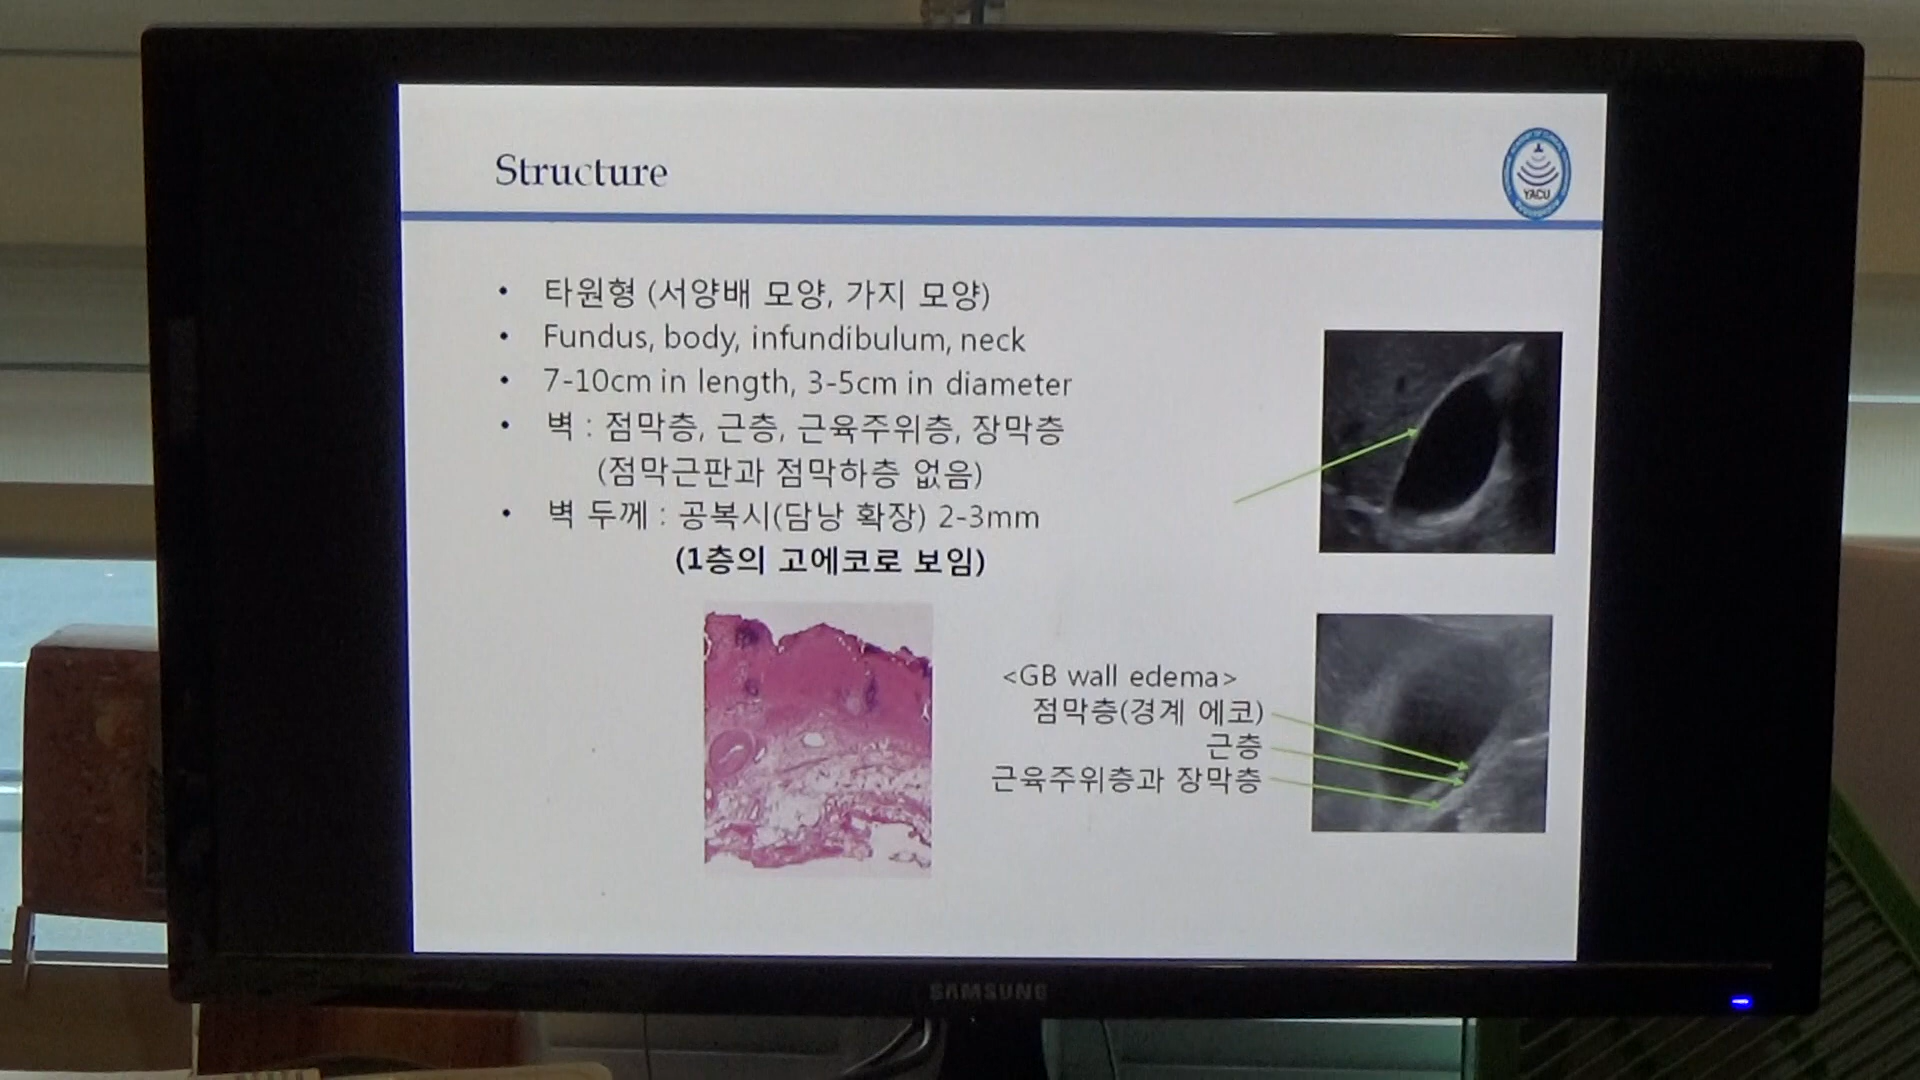 Structure
YACU
• 타원형 (서양배 모양, 가지 모양)
• Fundus, body, infundibulum, neck
• 7-10cm in length, 3-5cm in diameter
• 벽 : 점막층, 근층, 근육주위층, 장막층
(점막근판과 점막하층 없음)
• 벽 두께 : 공복시(담낭 확장) 2-3mm
(1층의 고에코로 보임)
<GB wall edema>
점막층(경계 에코)
근층
근육주위층과 장막층
SAMSUNG